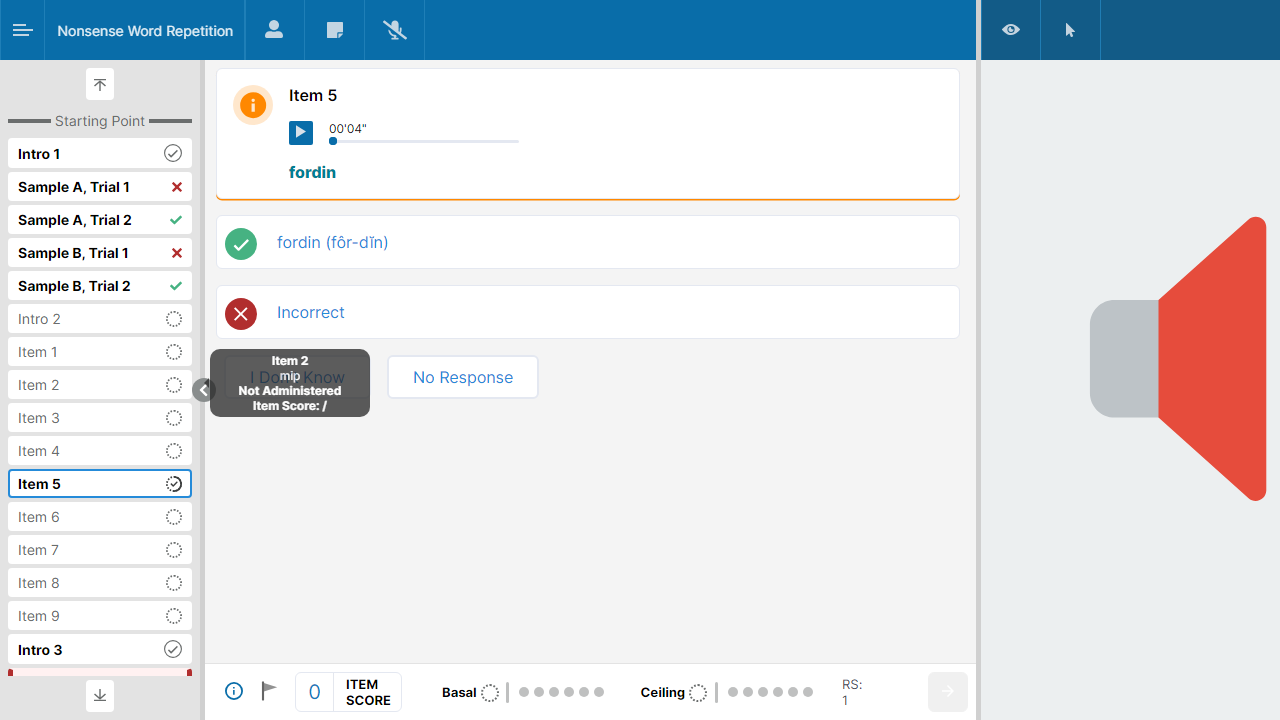 Nonsense Word Repetition
Starting Point
Intro 1
Sample A, Trial 1
Sample A, Trial 2
Sample B, Trial 1
Sample B, Trial 2
Intro 2
Item 1
Item 2
Item 3
Item 4
Item 5
Item 6
Item 7
Item 8
Item 9
Intro 3
Item 5
00'04"
fordin
fordin (fôr-dĭn)
Incorrect
I Don't Know
No Response
Item 2
mip
Not Administered
Item Score: /
0
ITEM
SCORE
Basal
Ceiling
RS:
1